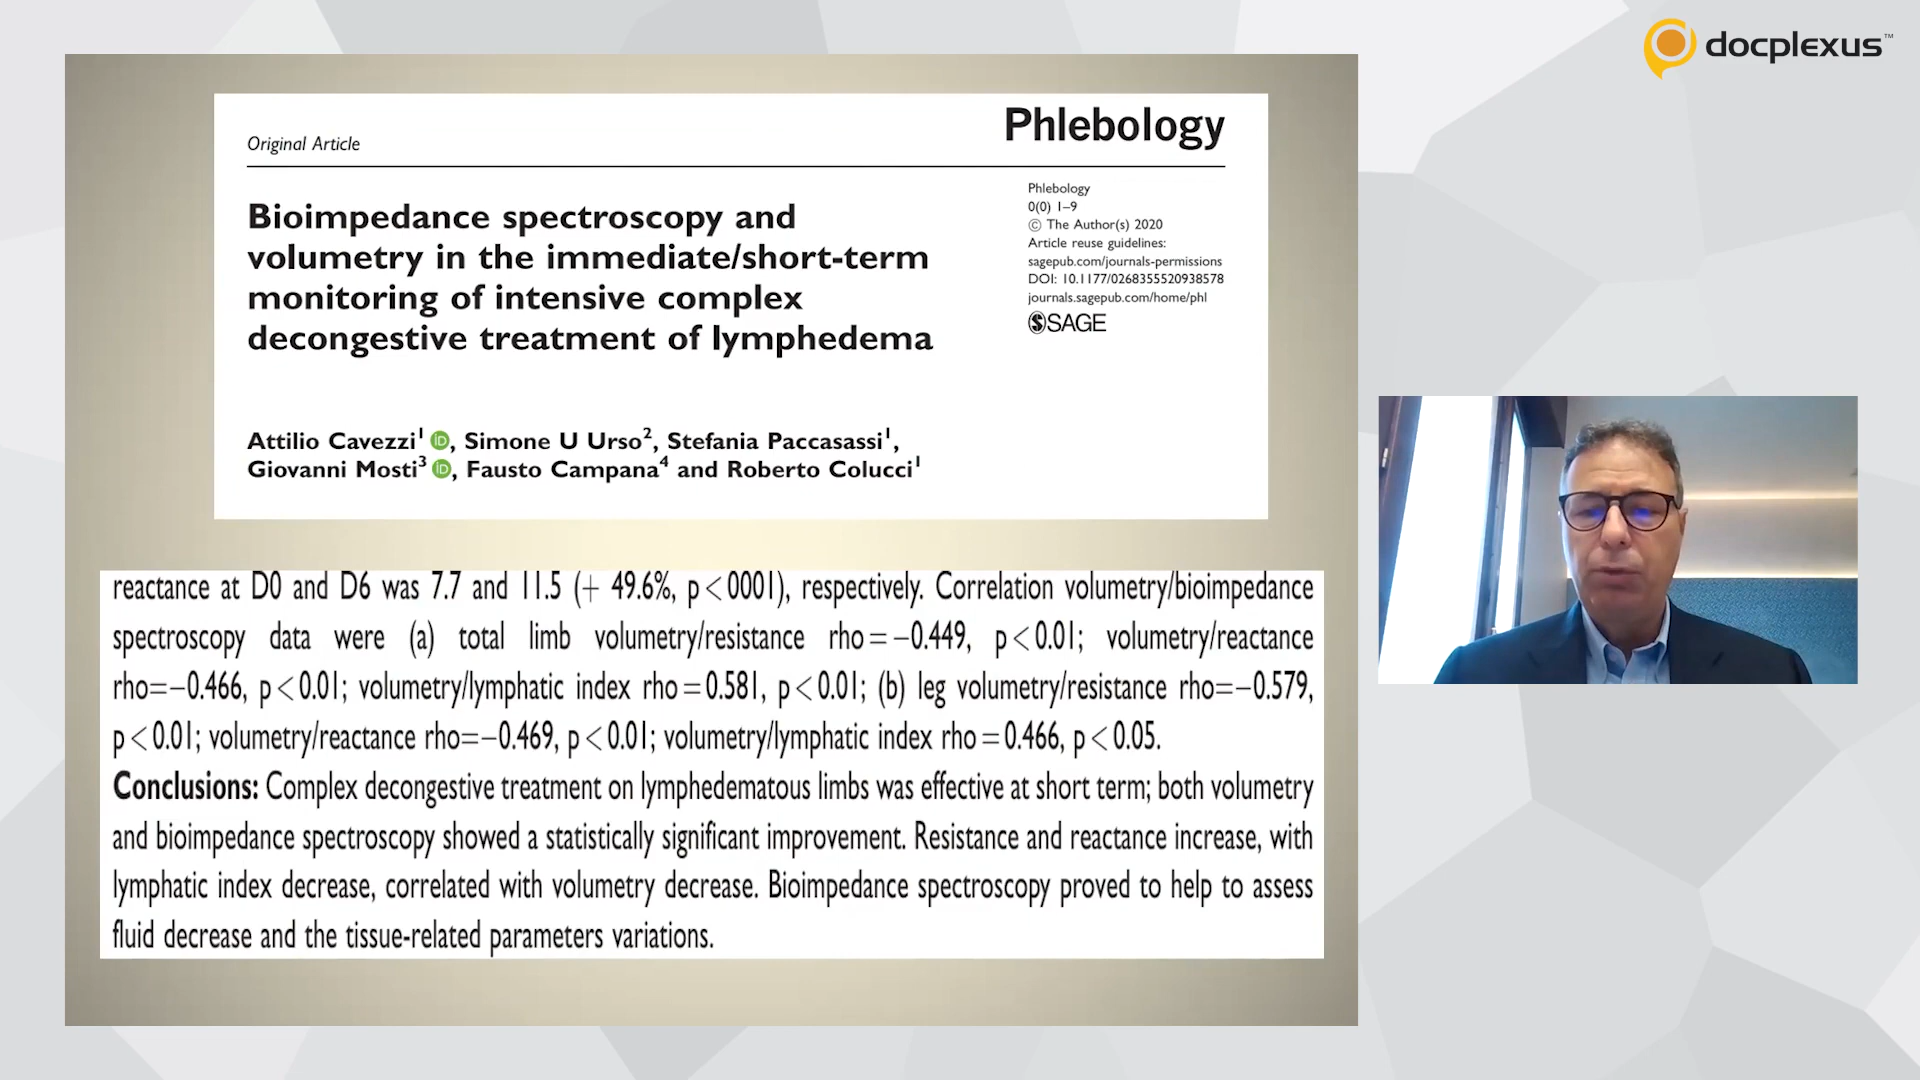 docplexus™
Original Article
Phlebology
Bioimpedance spectroscopy and
volumetry in the immediate/short-term
monitoring of intensive complex
decongestive treatment of lymphedema
Phlebology
0(0) 1–9
© The Author(s) 2020
Article reuse guidelines:
sagepub.com/journals-permissions
DOI: 10.1177/0268355520938578
journals.sagepub.com/home/phl
SAGE
Attilio Cavezzi1 iD, Simone U Urso2, Stefania Paccasassi1,
Giovanni Mosti3 iD, Fausto Campana4 and Roberto Colucci1
reactance at D0 and D6 was 7.7 and 11.5 (+ 49.6%, p < 0001), respectively. Correlation volumetry/bioimpedance
spectroscopy data were (a) total limb volumetry/resistance rho = −0.449, p < 0.01; volumetry/reactance
rho=−0.466, p < 0.01; volumetry/lymphatic index rho = 0.581, p < 0.01; (b) leg volumetry/resistance rho=−0.579,
p < 0.01; volumetry/reactance rho=−0.469, p < 0.01; volumetry/lymphatic index rho = 0.466, p < 0.05.
Conclusions: Complex decongestive treatment on lymphedematous limbs was effective at short term; both volumetry
and bioimpedance spectroscopy showed a statistically significant improvement. Resistance and reactance increase, with
lymphatic index decrease, correlated with volumetry decrease. Bioimpedance spectroscopy proved to help to assess
fluid decrease and the tissue-related parameters variations.